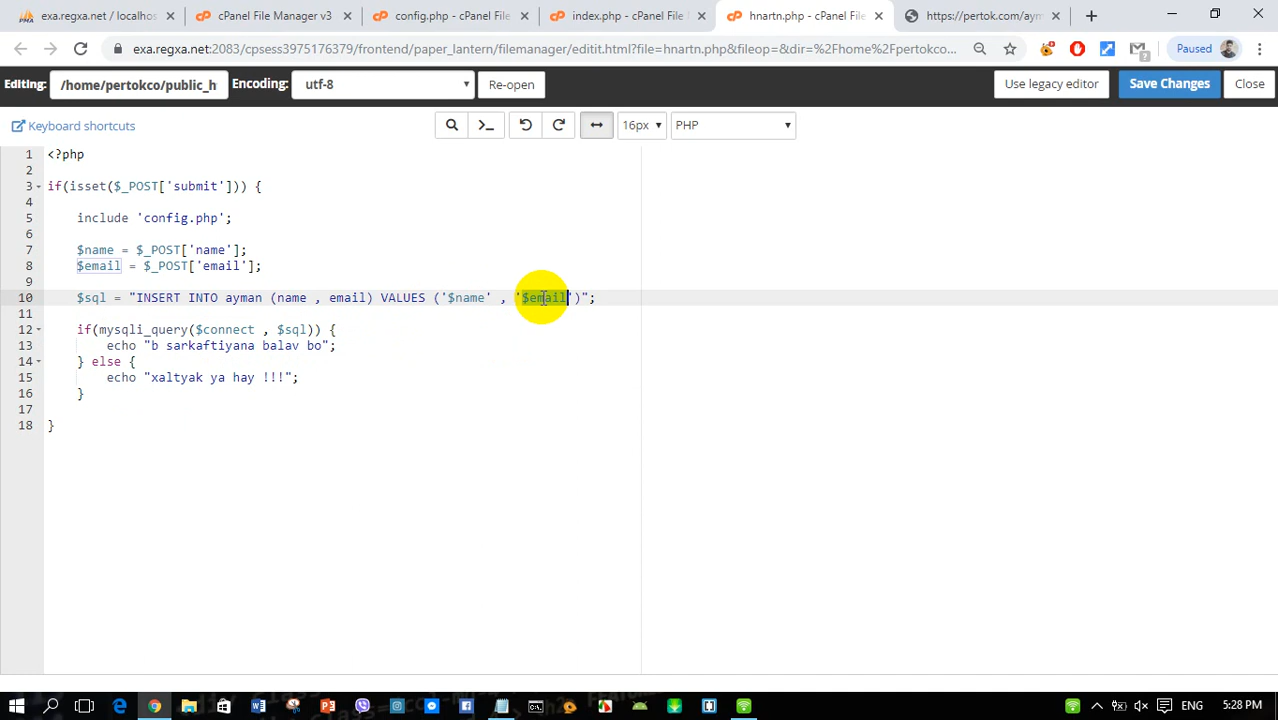 exa.regxa.net / localhos
cPanel File Manager v3
config.php - cPanel File
index.php - cPanel File
hnartn.php - cPanel File
https://pertok.com/aym
exa.regxa.net:2083/cpsess3975176379/frontend/paper_lantern/filemanager/editit.html?file=hnartn.php&fileop=&dir=%2Fhome%2Fpertokco%2Fpublic_h...
Paused
Editing:
/home/pertokco/public_h
Encoding:
utf-8
Re-open
Use legacy editor
Save Changes
Close
Keyboard shortcuts
16px
PHP
1 <?php
2
3 if(isset($_POST['submit'])) {
4
5 include 'config.php';
6
7 $name = $_POST['name'];
8 $email = $_POST['email'];
9
10 $sql = "INSERT INTO ayman (name , email) VALUES ('$name' , '$email')";
11
12 if(mysqli_query($connect , $sql)) {
13 echo "b sarkaftiyana balav bo";
14 } else {
15 echo "xaltyak ya hay !!!";
16 }
17
18 }
ENG
5:28 PM